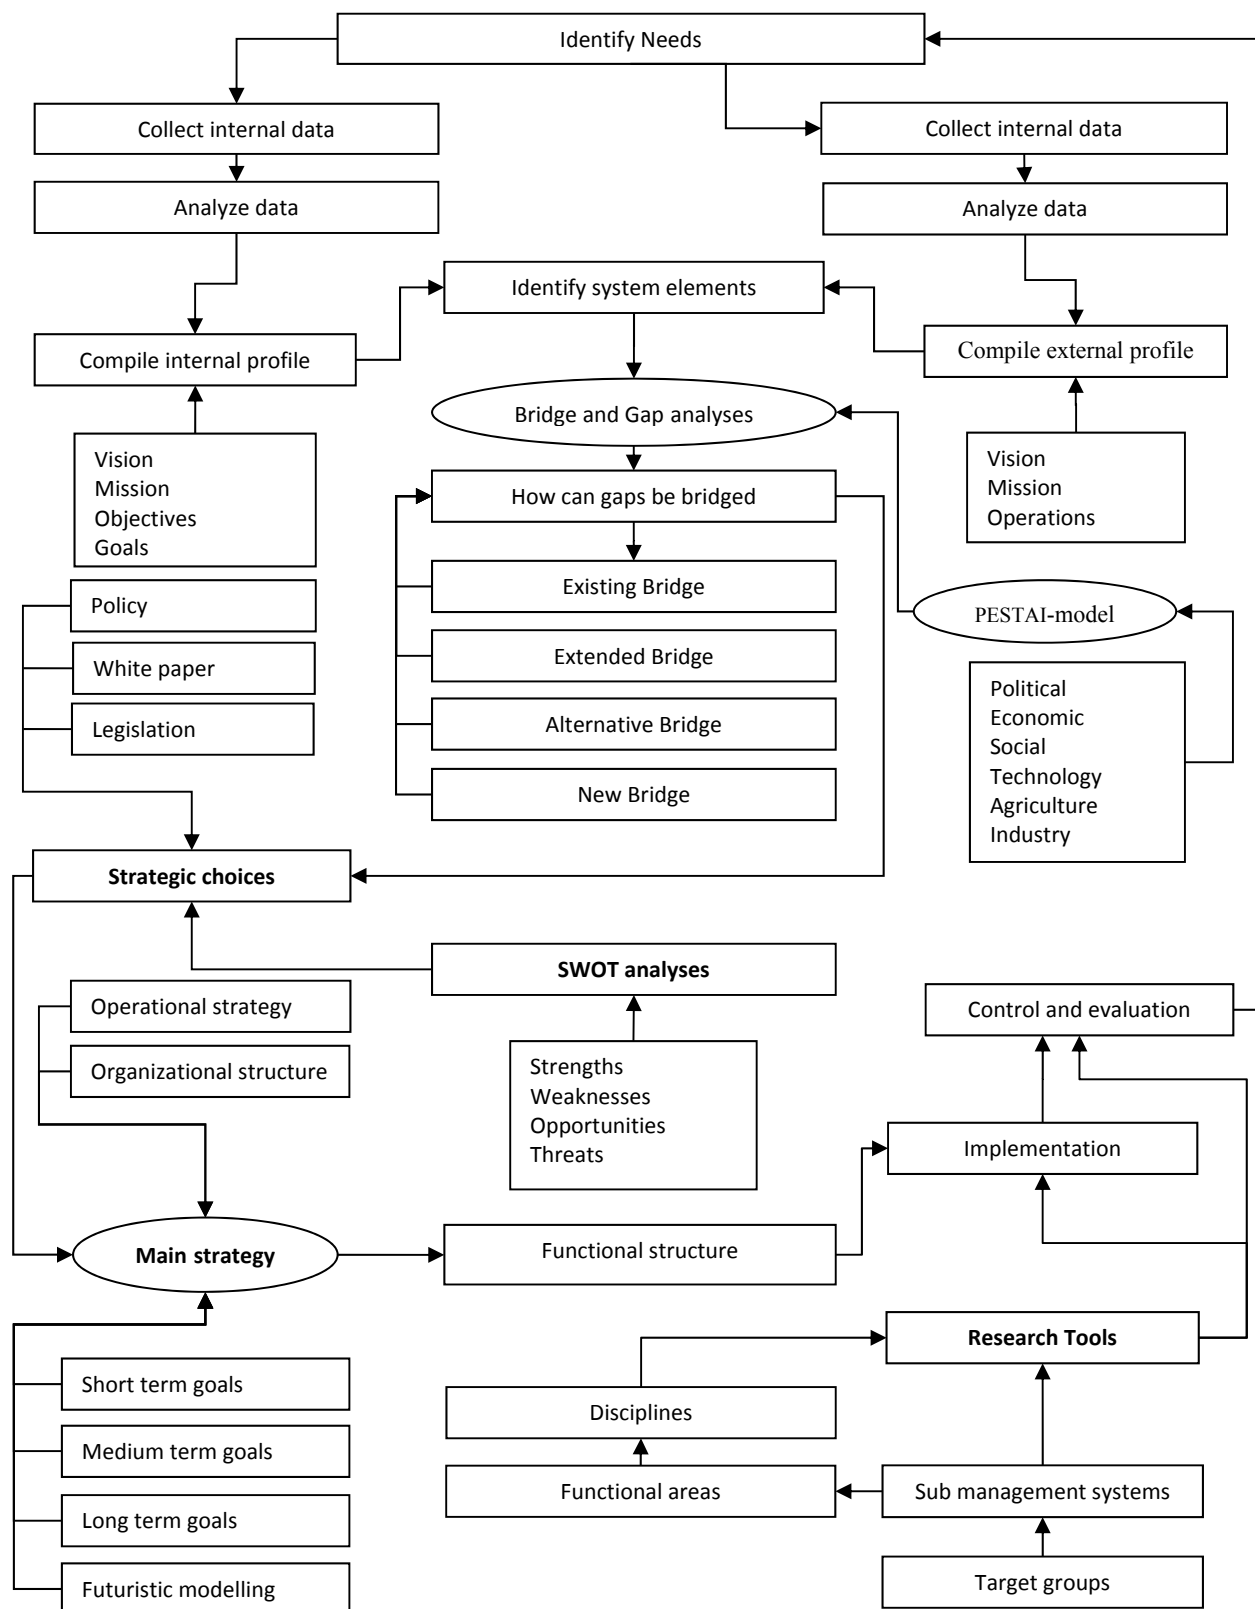 Identify Needs
Collect internal data
Collect internal data
Analyze data
Analyze data
Identify system elements
Compile internal profile
Compile external profile
Bridge and Gap analyses
Vision
Mission
Objectives
Goals
Vision
Mission
Operations
How can gaps be bridged
Existing Bridge
Extended Bridge
Alternative Bridge
New Bridge
Policy
White paper
Legislation
PESTAI-model
Political
Economic
Social
Technology
Agriculture
Industry
Strategic choices
SWOT analyses
Strengths
Weaknesses
Opportunities
Threats
Operational strategy
Organizational structure
Control and evaluation
Implementation
Main strategy
Functional structure
Research Tools
Short term goals
Medium term goals
Long term goals
Futuristic modelling
Disciplines
Functional areas
Sub management systems
Target groups